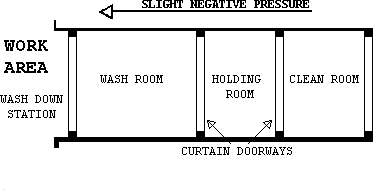 SLIGHT NEGATIVE PRESSURE
WORK
AREA
WASH ROOM
HOLDING
ROOM
CLEAN ROOM
WASH DOWN
STATION
CURTAIN DOORWAYS